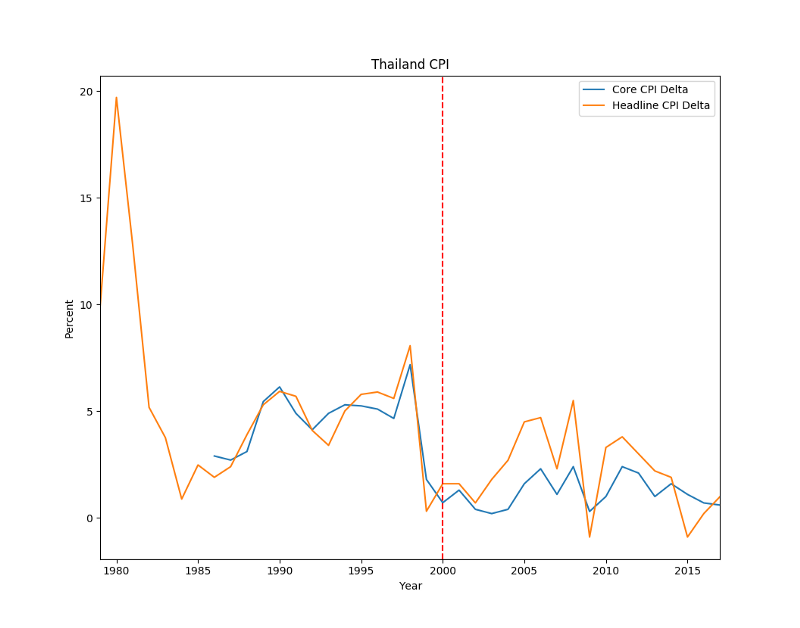 Thailand CPI
Core CPI Delta
Headline CPI Delta
Percent
20
15
10
5
0
1980 1985 1990 1995 2000 2005 2010 2015
Year